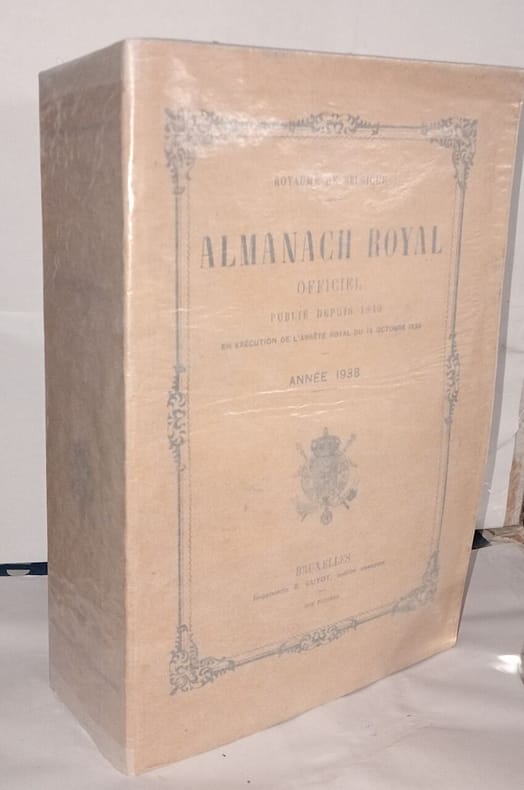 ROYAUME DE BELGIQUE
ALMANACH ROYAL
OFFICIEL
PUBLIÉ DEPUIS 1840
EN EXÉCUTION DE L'ARRÊTÉ ROYAL DU 14 OCTOBRE 1839
ANNÉE 1938
BRUXELLES
E. GUYOT,